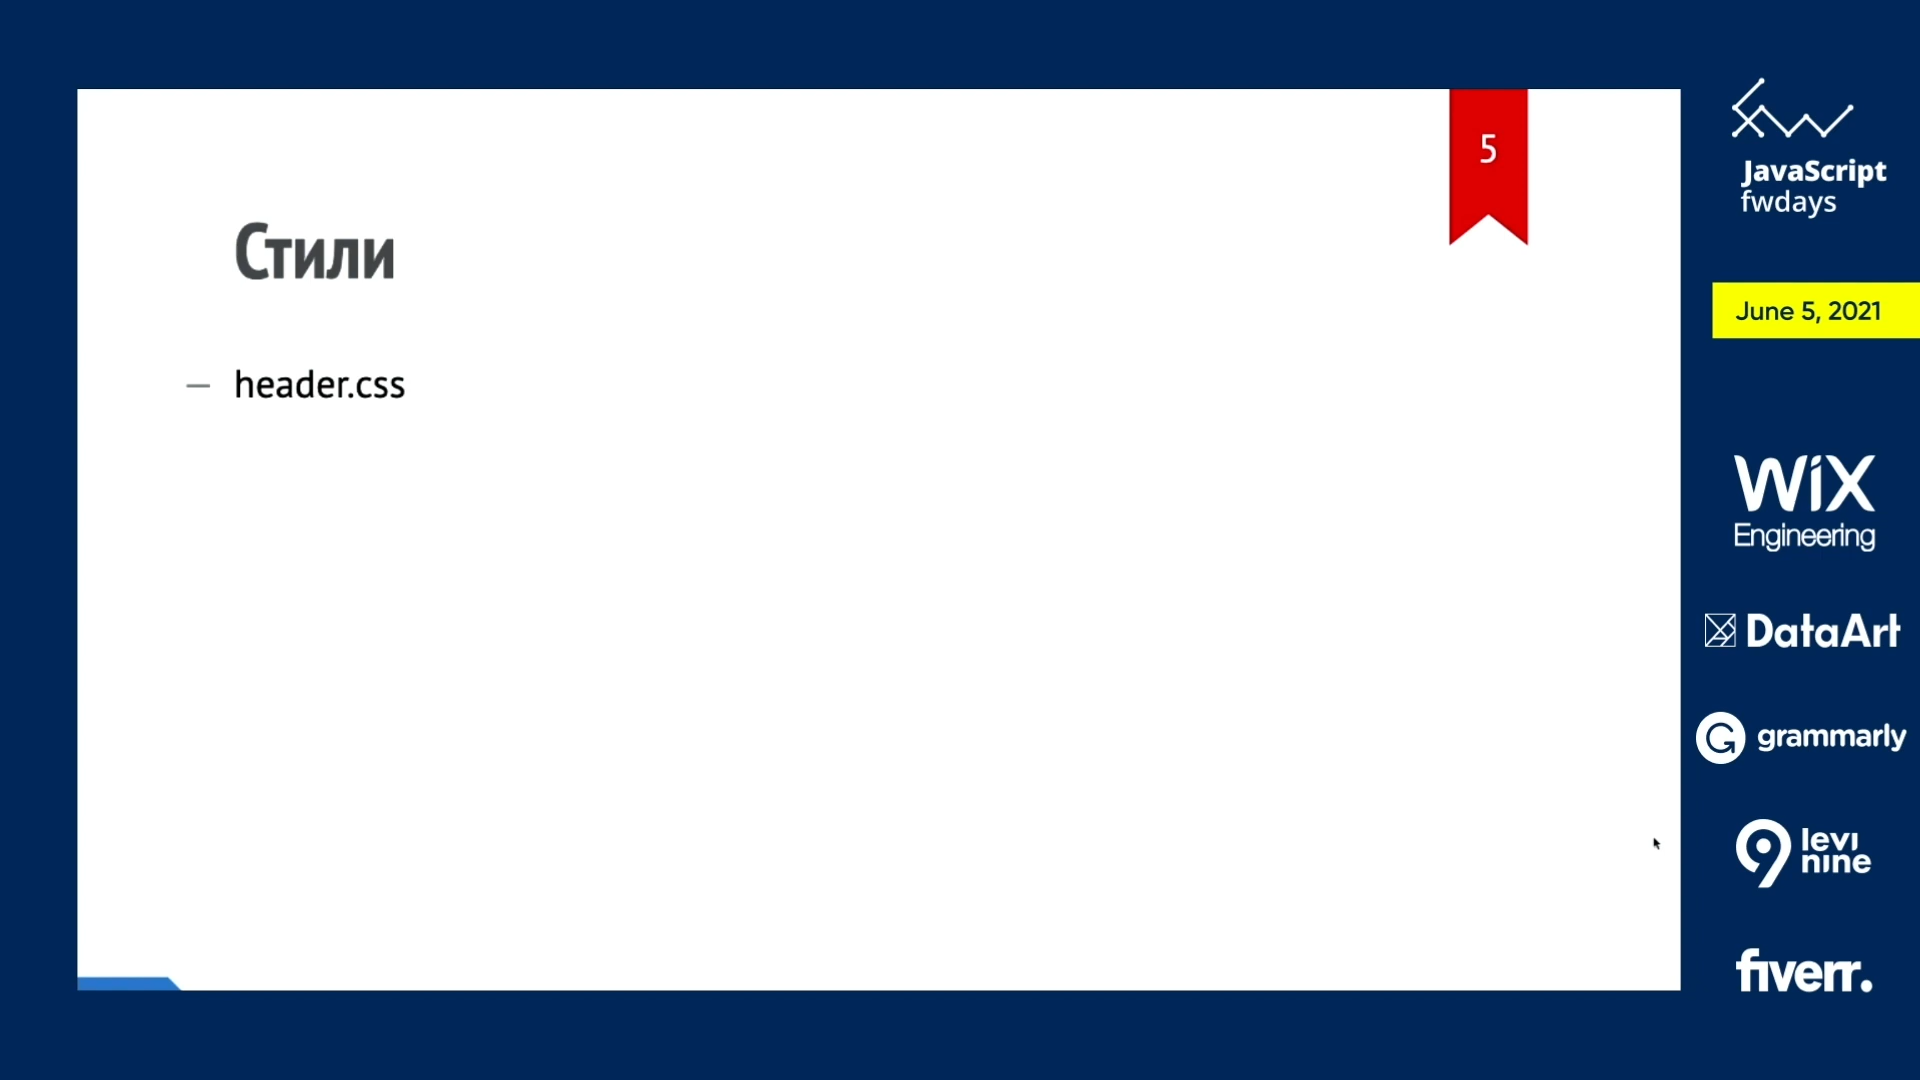 5
Стили
— header.css
JavaScript
fwdays
June 5, 2021
WiX
Engineering
DataArt
grammarly
levi
nine
fiverr.